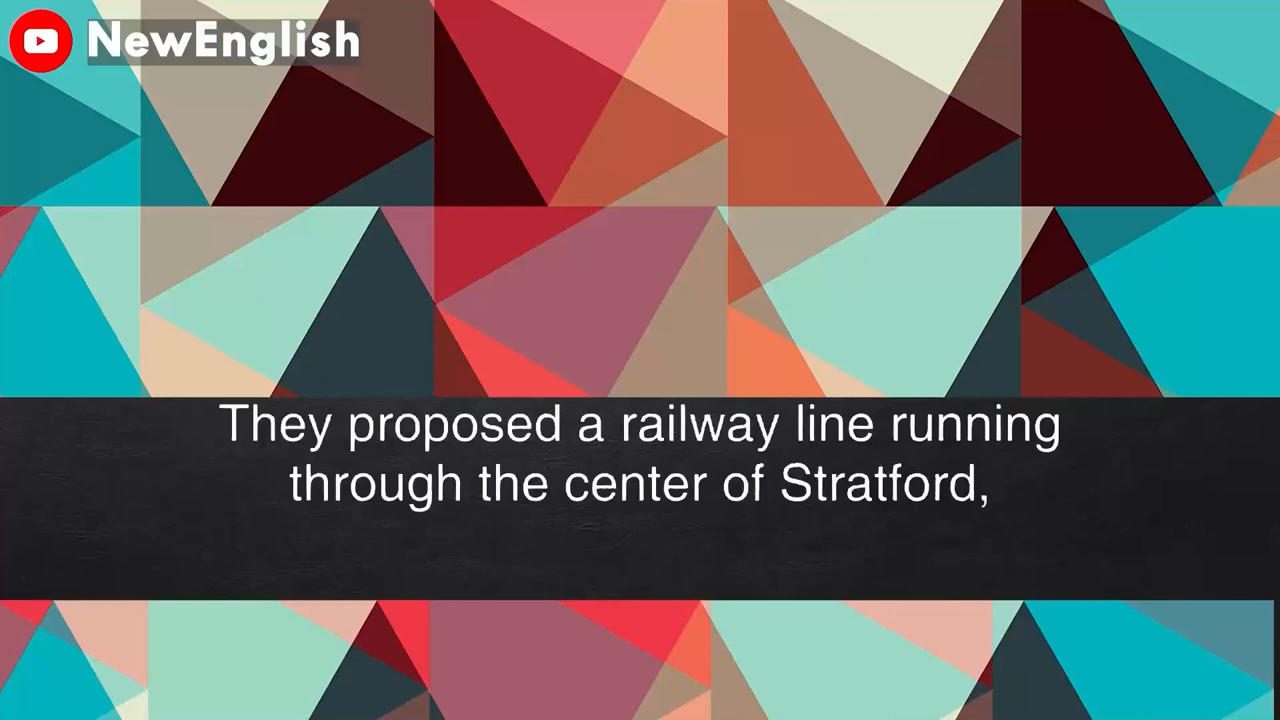 NewEnglish
They proposed a railway line running
through the center of Stratford,